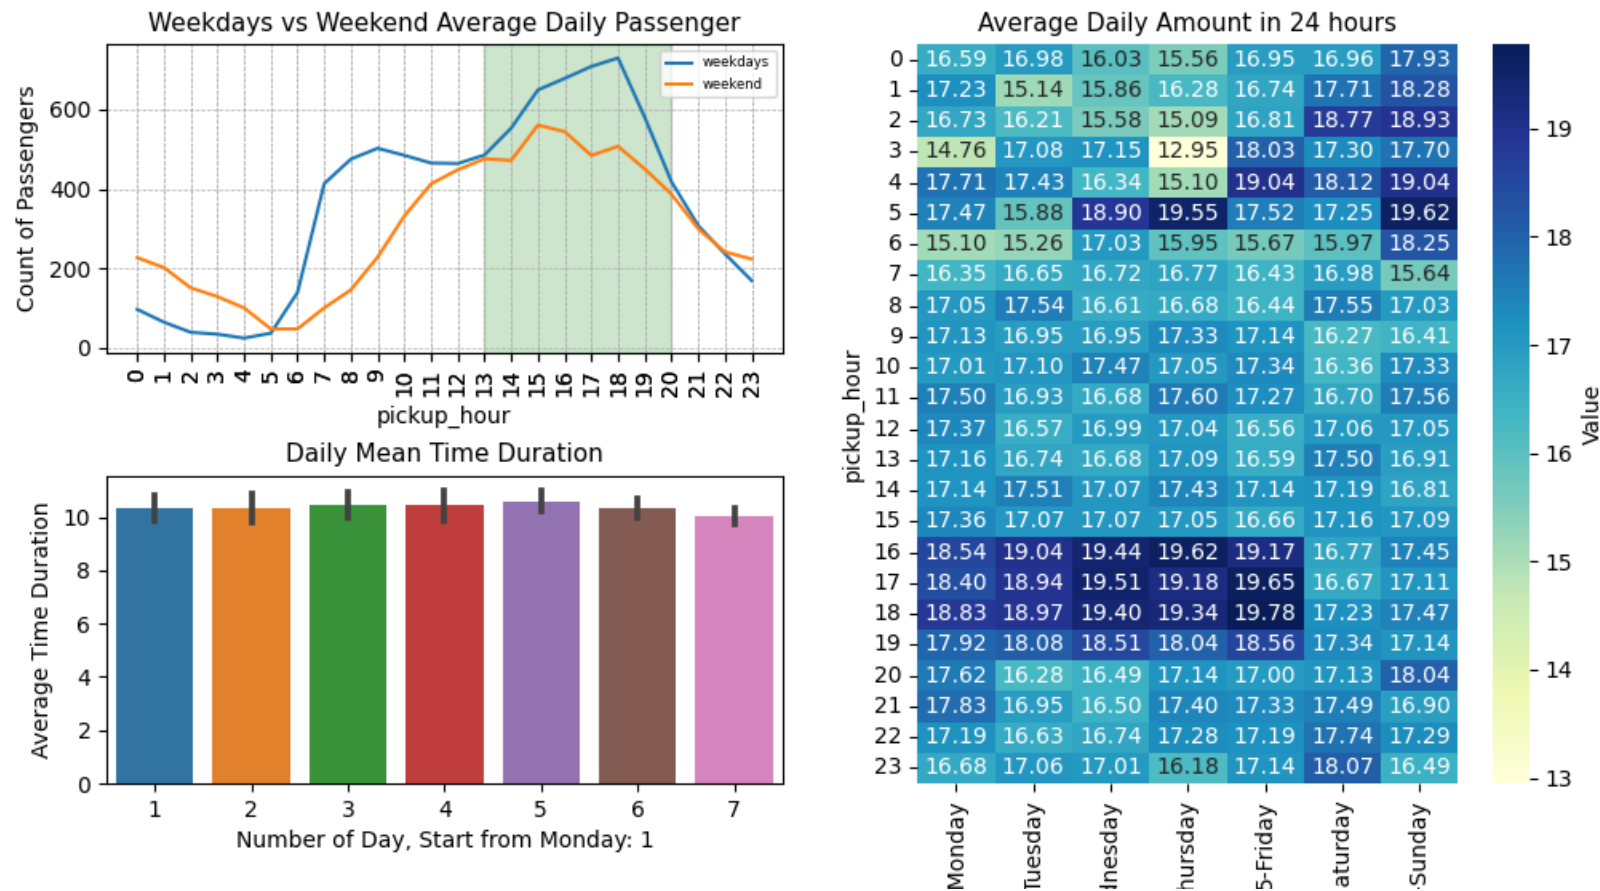 Weekdays vs Weekend Average Daily Passenger
weekdays
weekend
Count of Passengers
600
400
200
0
0 1 2 3 4 5 6 7 8 9 10 11 12 13 14 15 16 17 18 19 20 21 22 23
pickup_hour
Daily Mean Time Duration
Average Time Duration
10
8
6
4
2
0
1 2 3 4 5 6 7
Number of Day, Start from Monday: 1
Average Daily Amount in 24 hours
pickup_hour
0 16.59 16.98 16.03 15.56 16.95 16.96 17.93
1 17.23 15.14 15.86 16.28 16.74 17.71 18.28
2 16.73 16.21 15.58 15.09 16.81 18.77 18.93
3 14.76 17.08 17.15 12.95 18.03 17.30 17.70
4 17.71 17.43 16.34 15.10 19.04 18.12 19.04
5 17.47 15.88 18.90 19.55 17.52 17.25 19.62
6 15.10 15.26 17.03 15.95 15.67 15.97 18.25
7 16.35 16.65 16.72 16.77 16.43 16.98 15.64
8 17.05 17.54 16.61 16.68 16.44 17.55 17.03
9 17.13 16.95 16.95 17.33 17.14 16.27 16.41
10 17.01 17.10 17.47 17.05 17.34 16.36 17.33
11 17.50 16.93 16.68 17.60 17.27 16.70 17.56
12 17.37 16.57 16.99 17.04 16.56 17.06 17.05
13 17.16 16.74 16.68 17.09 16.59 17.50 16.91
14 17.14 17.51 17.07 17.43 17.14 17.19 16.81
15 17.36 17.07 17.07 17.05 16.66 17.16 17.09
16 18.54 19.04 19.44 19.62 19.17 16.77 17.45
17 18.40 18.94 19.51 19.18 19.65 16.67 17.11
18 18.83 18.97 19.40 19.34 19.78 17.23 17.47
19 17.92 18.08 18.51 18.04 18.56 17.34 17.14
20 17.62 16.28 16.49 17.14 17.00 17.13 18.04
21 17.83 16.95 16.50 17.40 17.33 17.49 16.90
22 17.19 16.63 16.74 17.28 17.19 17.74 17.29
23 16.68 17.06 17.01 16.18 17.14 18.07 16.49
Monday Tuesday dnesday hursday 5-Friday aturday -Sunday
19
18
17
16
15
14
13
Value